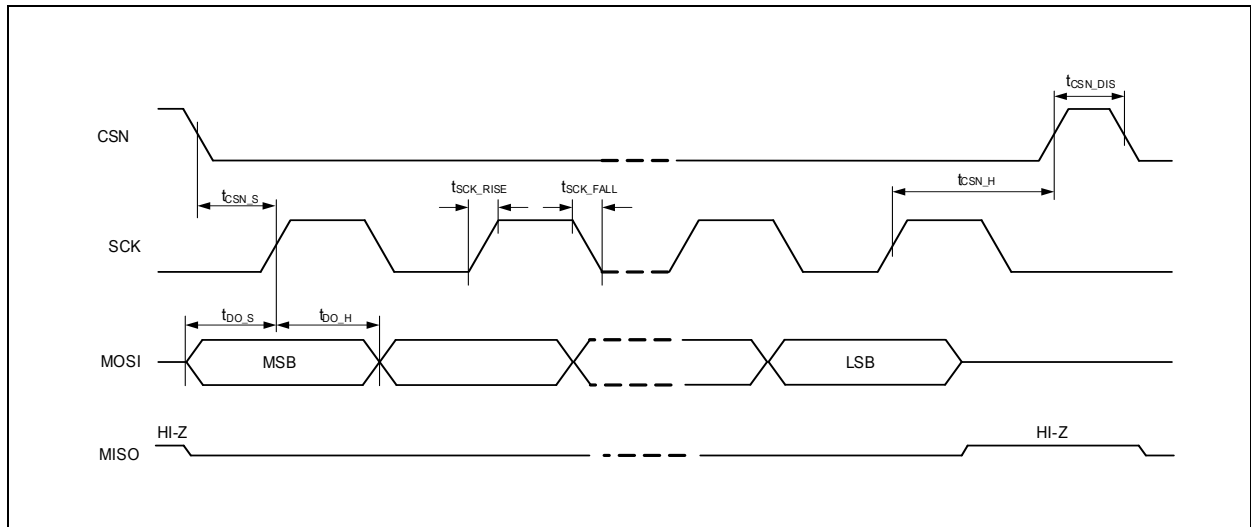 tCSN_DIS
CSN
tCSN_S
tSCK_RISE
tSCK_FALL
tCSN_H
SCK
tDO_S
tDO_H
MOSI
MSB
LSB
HI-Z
HI-Z
MISO